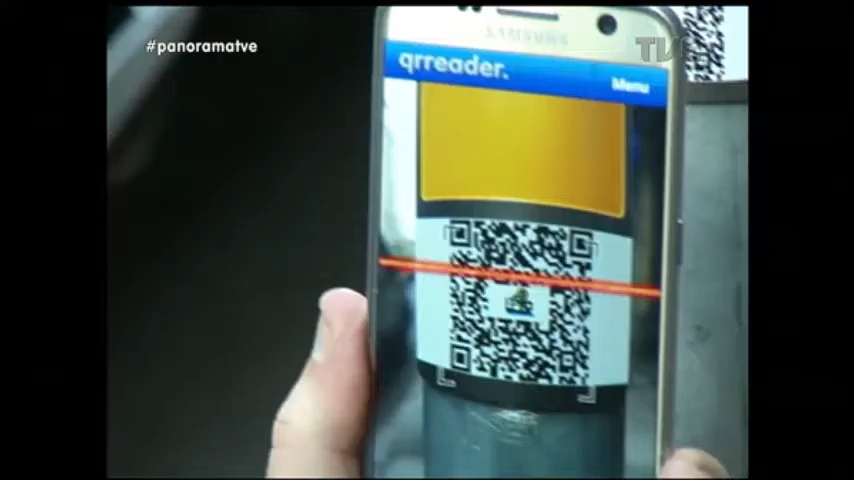 #panoramatve
SAMSUNG
TVE
qrreader.
Menu